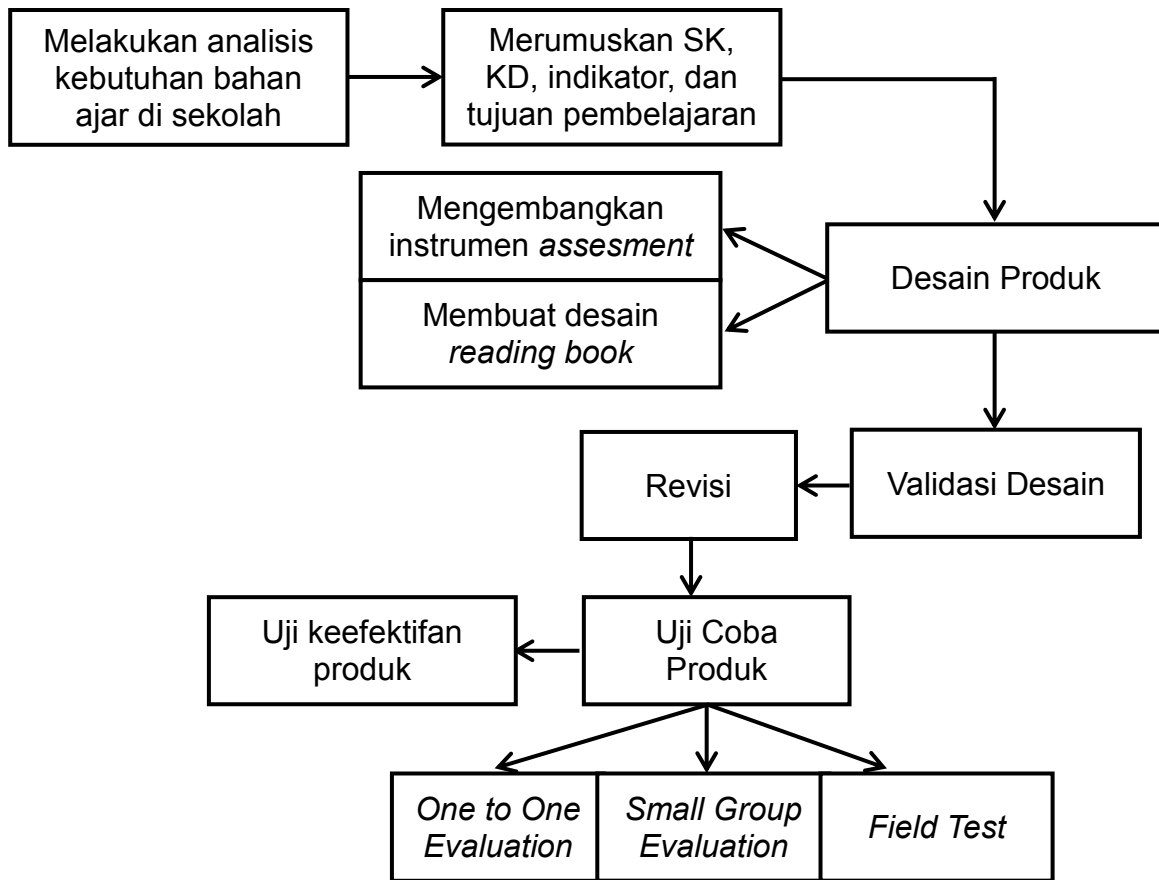 Melakukan analisis
kebutuhan bahan
ajar di sekolah
Merumuskan SK,
KD, indikator, dan
tujuan pembelajaran
Mengembangkan
instrumen assesment
Membuat desain
reading book
Desain Produk
Revisi
Validasi Desain
Uji keefektifan
produk
Uji Coba
Produk
One to One
Evaluation
Small Group
Evaluation
Field Test